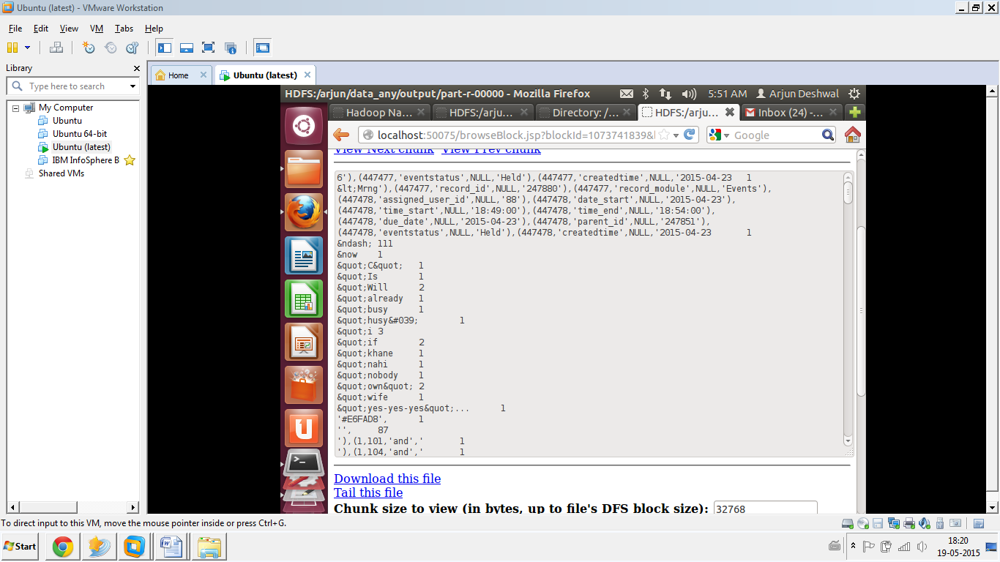 Ubuntu (latest) - VMware Workstation
File Edit View VM Tabs Help
Library
Type here to search
My Computer
Ubuntu
Ubuntu 64-bit
Ubuntu (latest)
IBM InfoSphere B
Shared VMs
Home Ubuntu (latest)
HDFS:/arjun/data_any/output/part-r-00000 - Mozilla Firefox 5:51 AM Arjun Deshwal
Hadoop Na... HDFS:/arju... Directory: /... HDFS:/arju... Inbox (24) -...
localhost:50075/browseBlock.jsp?blockId=1073741839& Google
View Next chunk View Prev chunk
6'),(447477,'eventstatus',NULL,'Held'),(447477,'createdtime',NULL,'2015-04-23 1
&lt;Mrng'),(447477,'record_id',NULL,'247880'),(447477,'record_module',NULL,'Events'),
(447478,'assigned_user_id',NULL,'88'),(447478,'date_start',NULL,'2015-04-23'),
(447478,'time_start',NULL,'18:49:00'),(447478,'time_end',NULL,'18:54:00'),
(447478,'due_date',NULL,'2015-04-23'),(447478,'parent_id',NULL,'247851'),
(447478,'eventstatus',NULL,'Held'),(447478,'createdtime',NULL,'2015-04-23 1
&ndash; 111
&now 1
&quot;C&quot; 1
&quot;Is 1
&quot;Will 2
&quot;already 1
&quot;busy 1
&quot;husy&#039; 1
&quot;i 3
&quot;if 2
&quot;khane 1
&quot;nahi 1
&quot;nobody 1
&quot;own&quot; 2
&quot;wife 1
&quot;yes-yes-yes&quot;... 1
'#E6FAD8', 1
'', 87
'),(1,101,'and',' 1
'),(1,104,'and',' 1
Download this file
Tail this file
Chunk size to view (in bytes, up to file's DFS block size): 32768
To direct input to this VM, move the mouse pointer inside or press Ctrl+G.
Start
18:20
19-05-2015